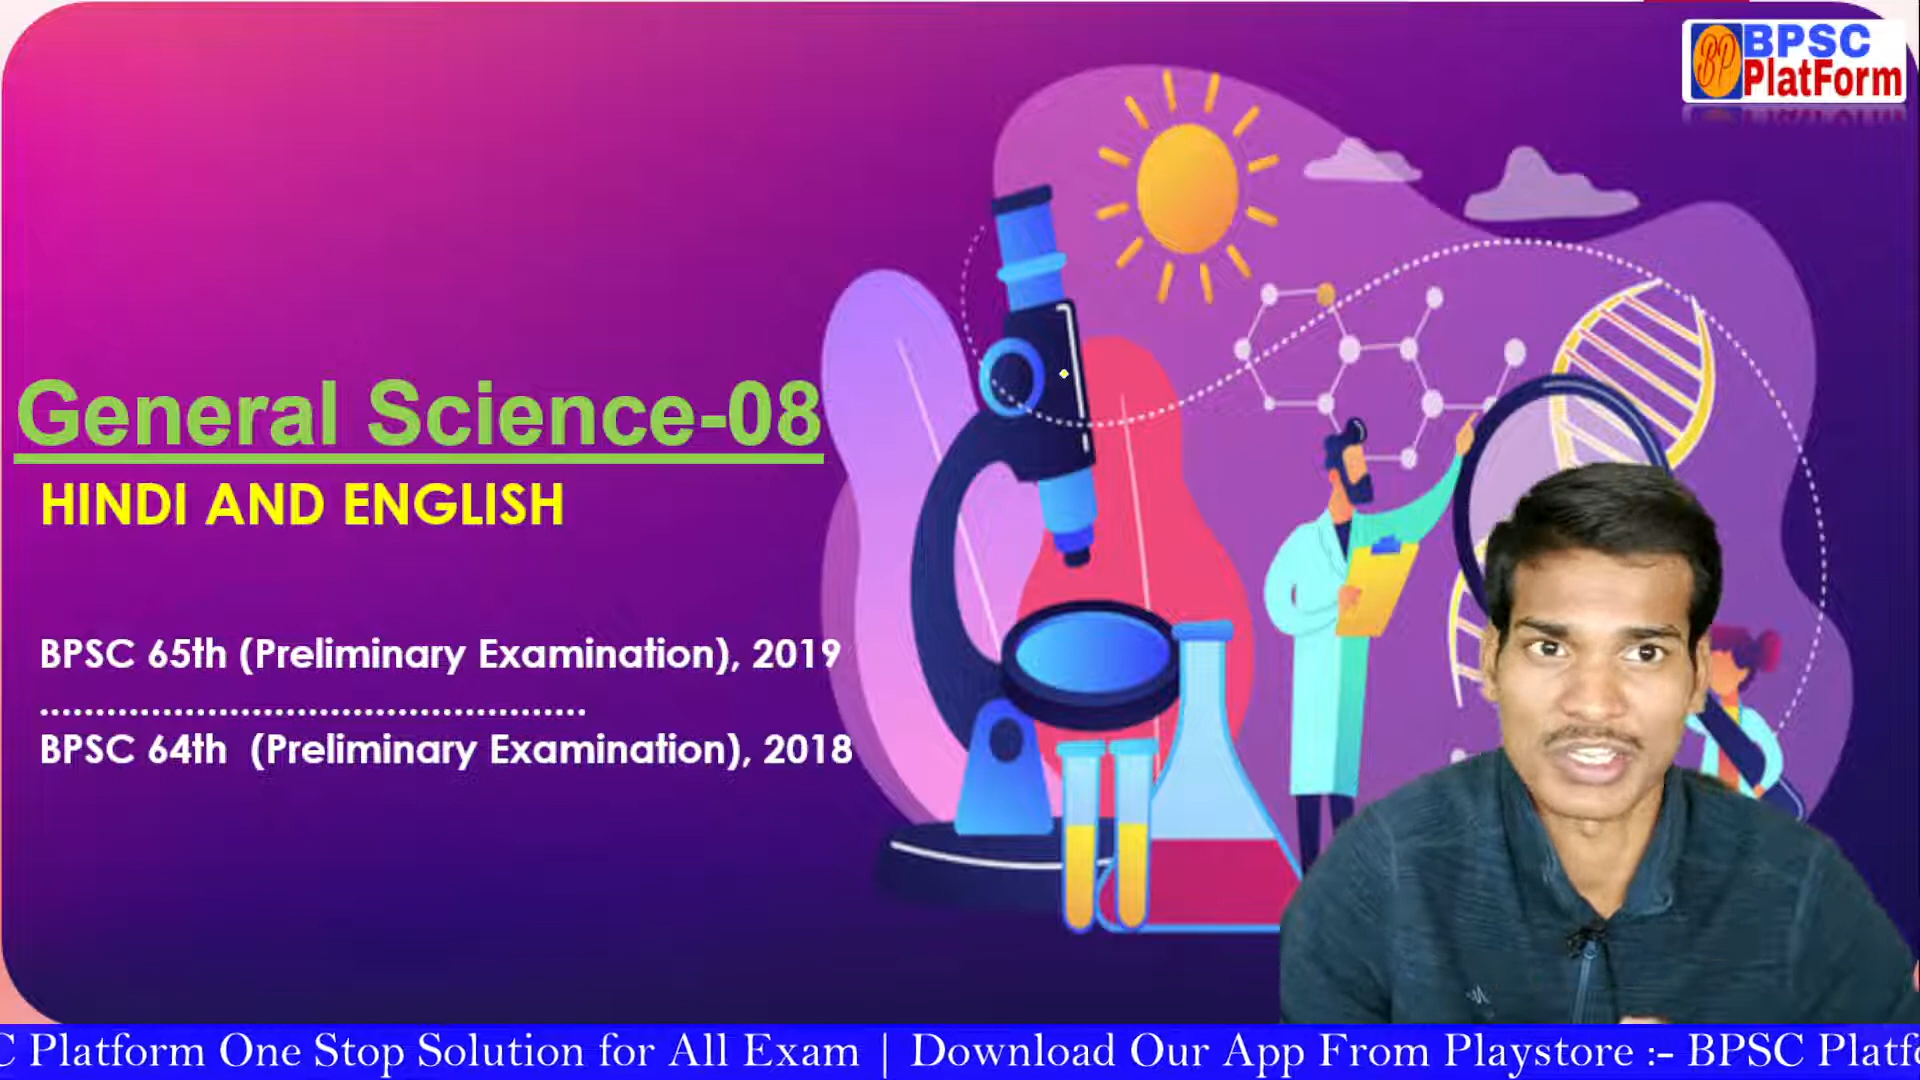 BPSC
PlatForm
General Science-08
HINDI AND ENGLISH
BPSC 65th (Preliminary Examination), 2019
.................................................
BPSC 64th (Preliminary Examination), 2018
C Platform One Stop Solution for All Exam | Download Our App From Playstore :- BPSC Platf